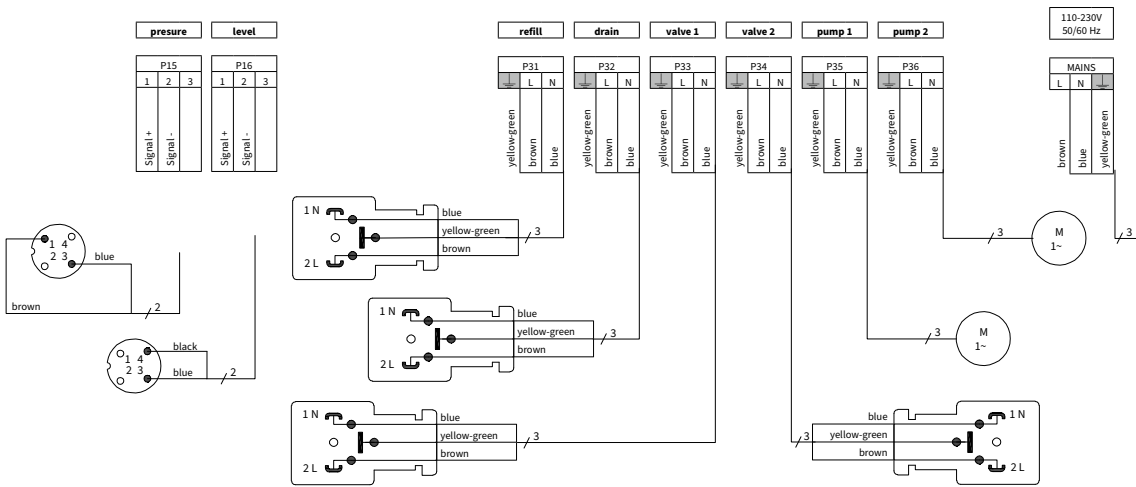 presure level refill drain valve 1 valve 2 pump 1 pump 2 110-230V
50/60 Hz
P15 P16 P31 P32 P33 P34 P35 P36 MAINS
1 2 3 1 2 3 L N L N L N L N L N L N L N
Signal + Signal - Signal + Signal - yellow-green brown blue yellow-green brown blue yellow-green brown blue yellow-green brown blue yellow-green brown blue yellow-green brown blue brown blue yellow-green
1 N blue
yellow-green 3
2 L brown
M
1~
3
3
1 4
2 3
blue
brown 2
1 N blue
yellow-green 3
2 L brown
M
1~
3
black
1 4
2 3
blue 2
1 N blue
yellow-green 3
2 L brown
blue 1 N
3 yellow-green
brown 2 L